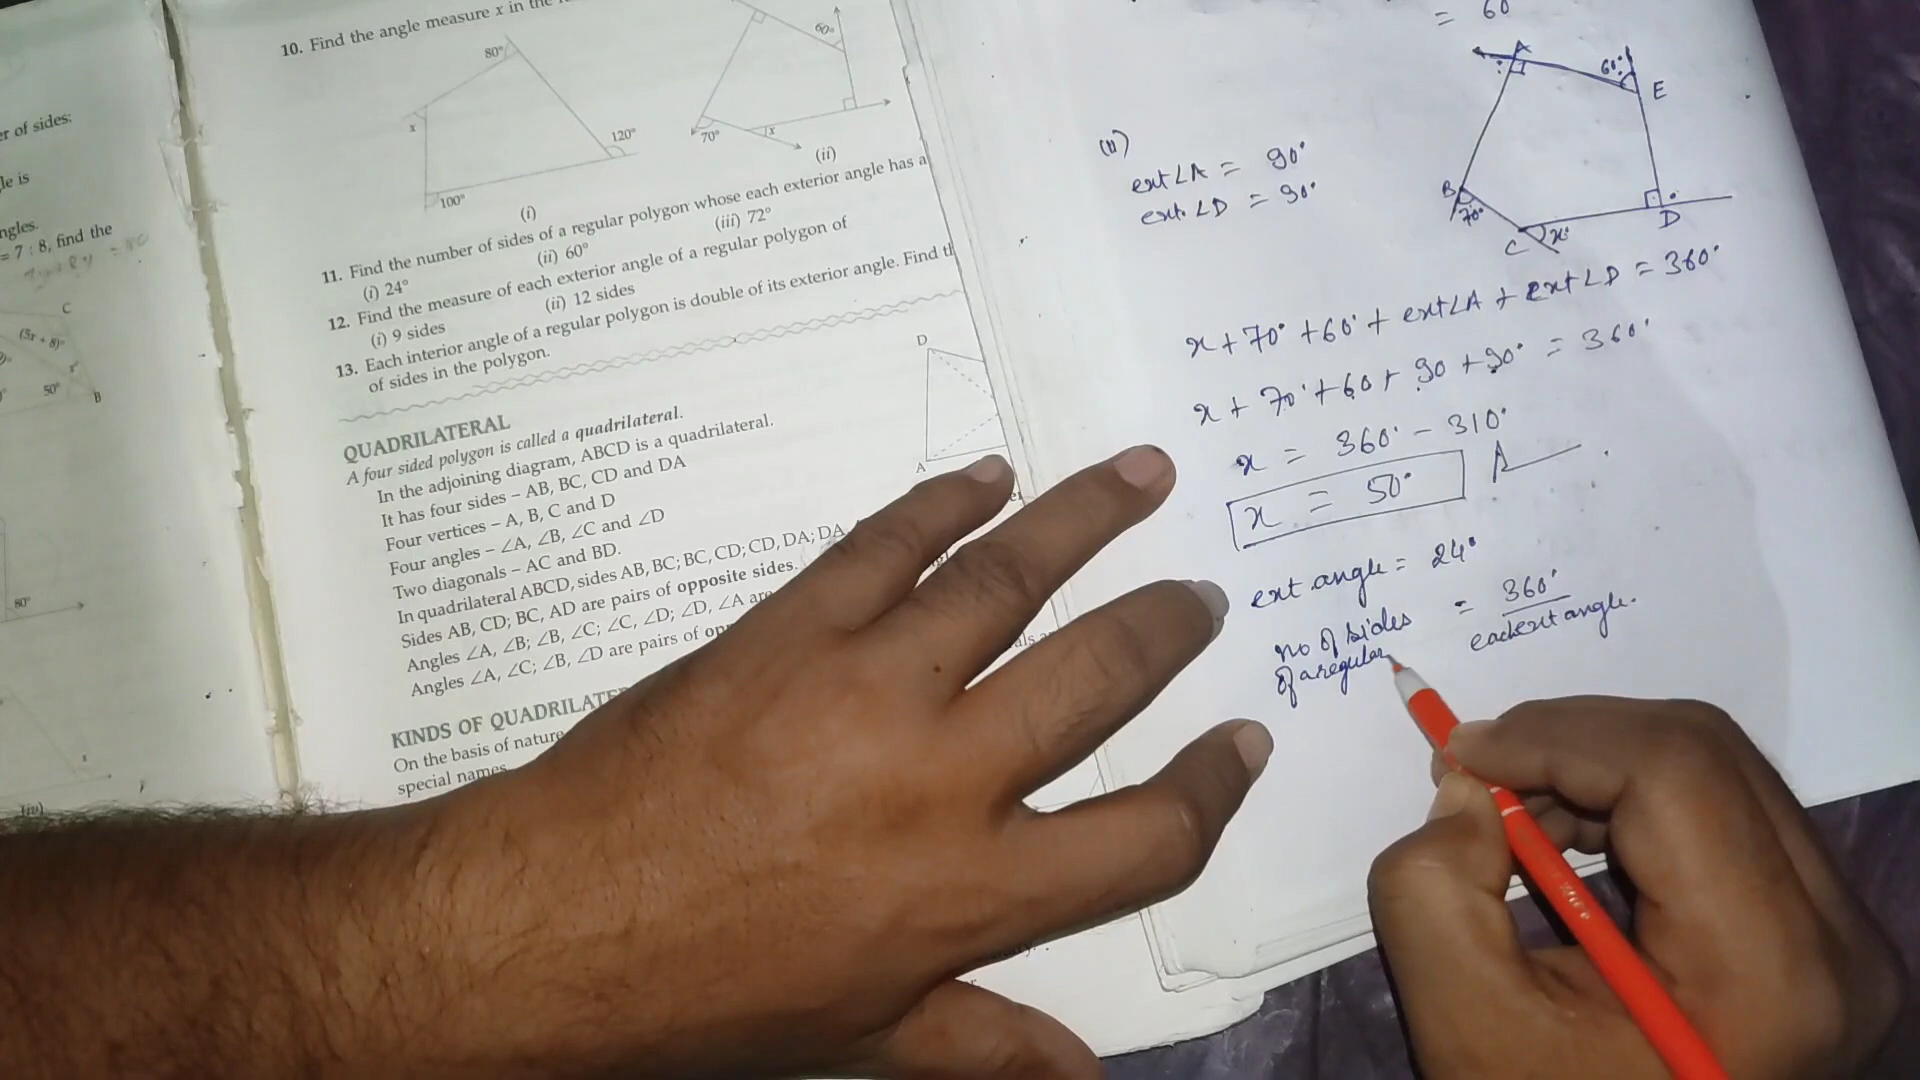 er of sides:
le is
ngles.
= 7 : 8, find the
C
(5x + 8)°
x°
50°
B
80°
(iv)
10. Find the angle measure x in the
80°
x
120°
100°
(i)
60°
70°
x
(ii)
11. Find the number of sides of a regular polygon whose each exterior angle has a
(i) 24°
(ii) 60°
(iii) 72°
12. Find the measure of each exterior angle of a regular polygon of
(i) 9 sides
(ii) 12 sides
13. Each interior angle of a regular polygon is double of its exterior angle. Find th
of sides in the polygon.
QUADRILATERAL
A four sided polygon is called a quadrilateral.
In the adjoining diagram, ABCD is a quadrilateral.
It has four sides – AB, BC, CD and DA
Four vertices – A, B, C and D
Four angles – ∠A, ∠B, ∠C and ∠D
Two diagonals – AC and BD.
In quadrilateral ABCD, sides AB, BC; BC, CD; CD, DA; DA,
Sides AB, CD; BC, AD are pairs of opposite sides.
Angles ∠A, ∠B; ∠B, ∠C; ∠C, ∠D; ∠D, ∠A are
Angles ∠A, ∠C; ∠B, ∠D are pairs of opp
D
A
KINDS OF QUADRILATE
On the basis of nature
special names.
= 60
A
60°
E
B
70°
C
x°
D
(ii)
ext∠A = 90°
ext.∠D = 90°
x + 70° + 60° + ext∠A + ext∠D = 360°
x + 70° + 60 + 90 + 90° = 360°
x = 360° – 310°
x = 50°
ext angle = 24°
no of sides = 360°
of a regular
each ext angle.